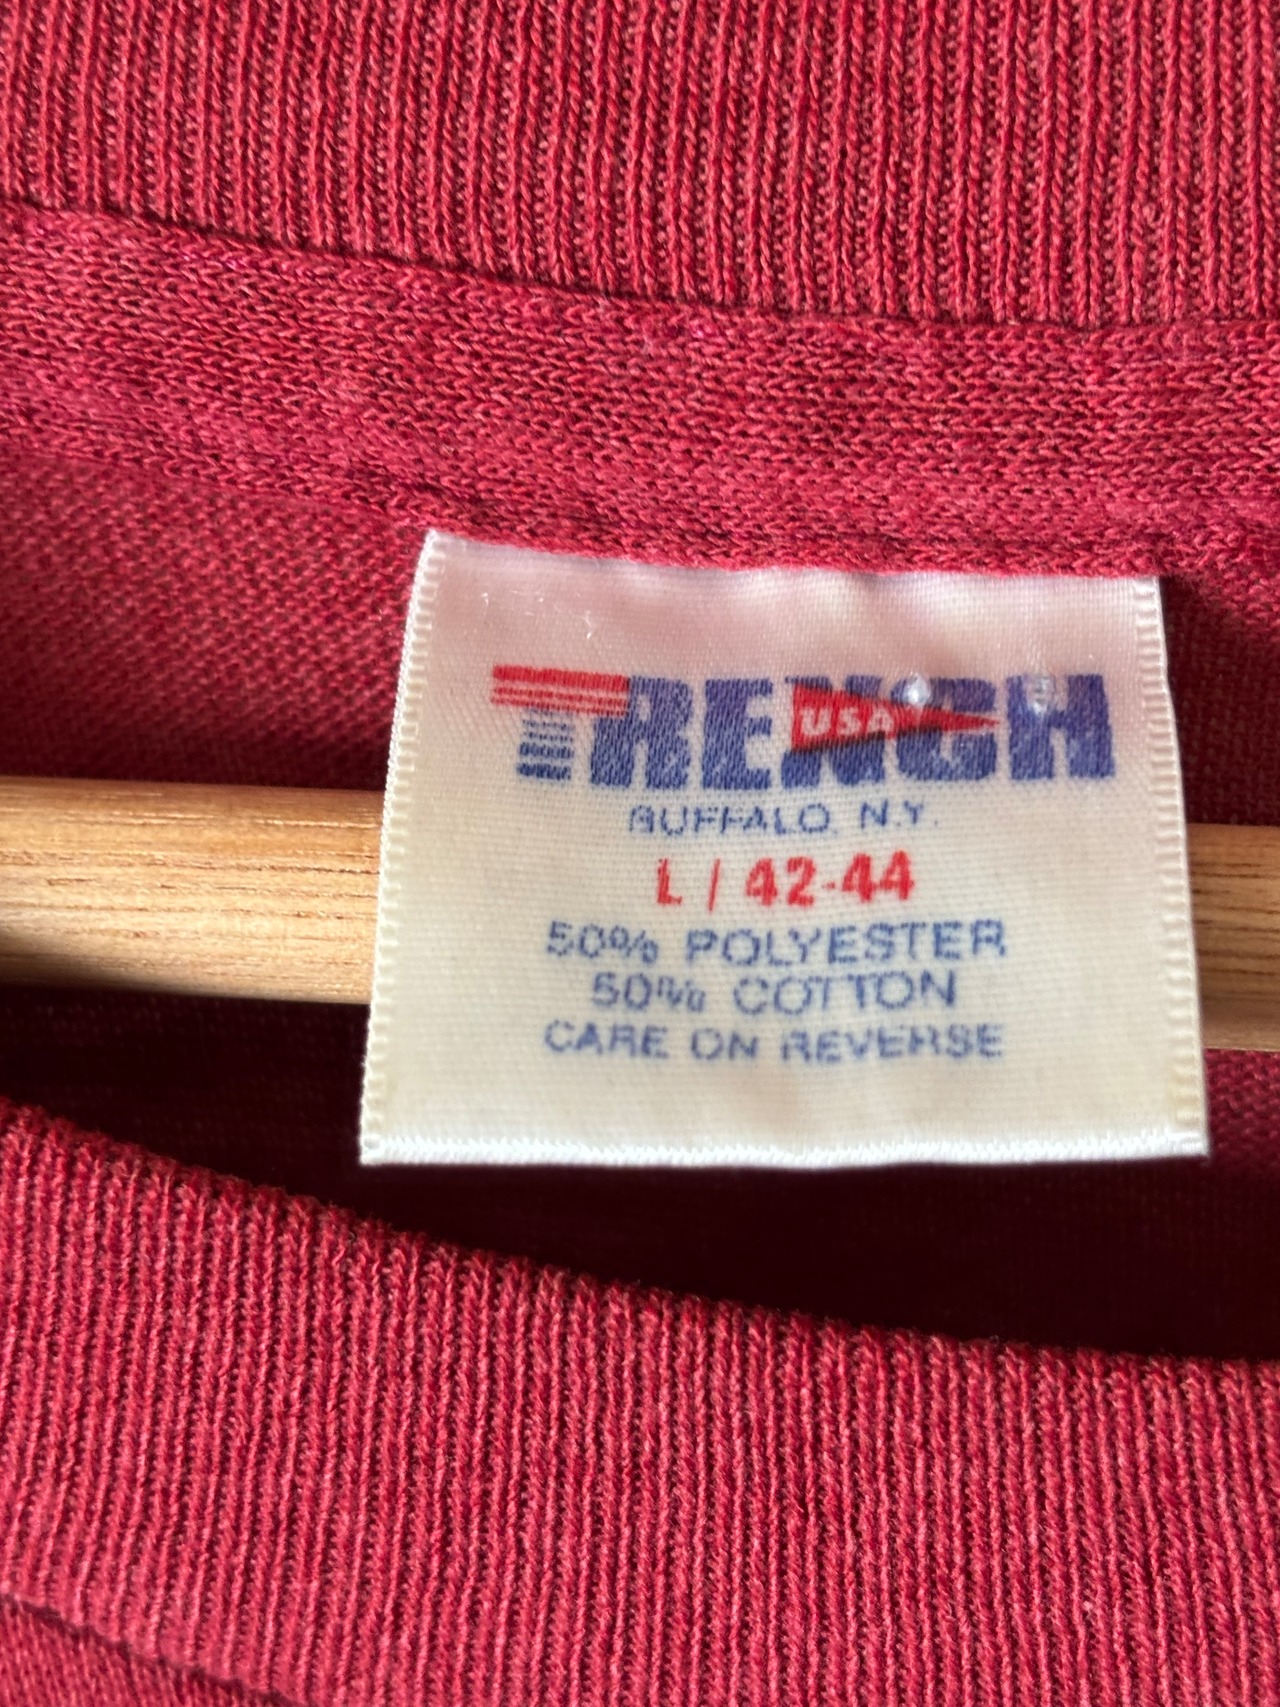 TRENCH
USA
BUFFALO, N.Y.
L / 42-44
50% POLYESTER
50% COTTON
CARE ON REVERSE